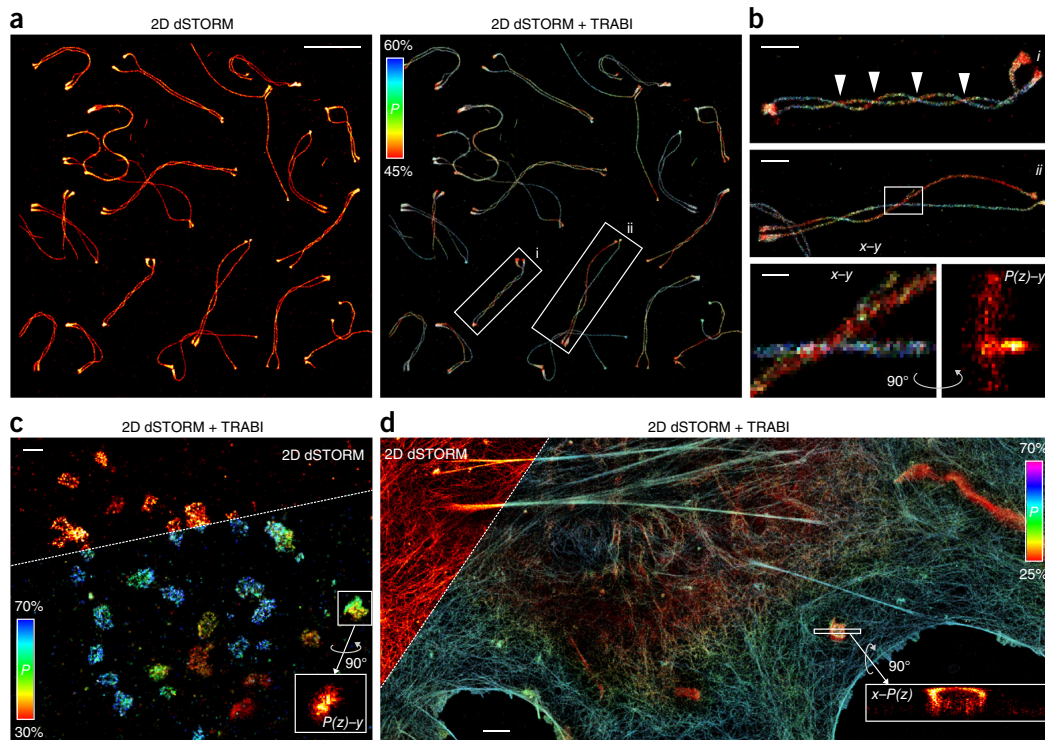 a
2D dSTORM
2D dSTORM + TRABI
60%
P
45%
i
ii
b
i
ii
x–y
x–y
P(z)–y
90°
c
2D dSTORM + TRABI
2D dSTORM
70%
P
30%
90°
P(z)–y
d
2D dSTORM + TRABI
2D dSTORM
70%
P
25%
90°
x–P(z)